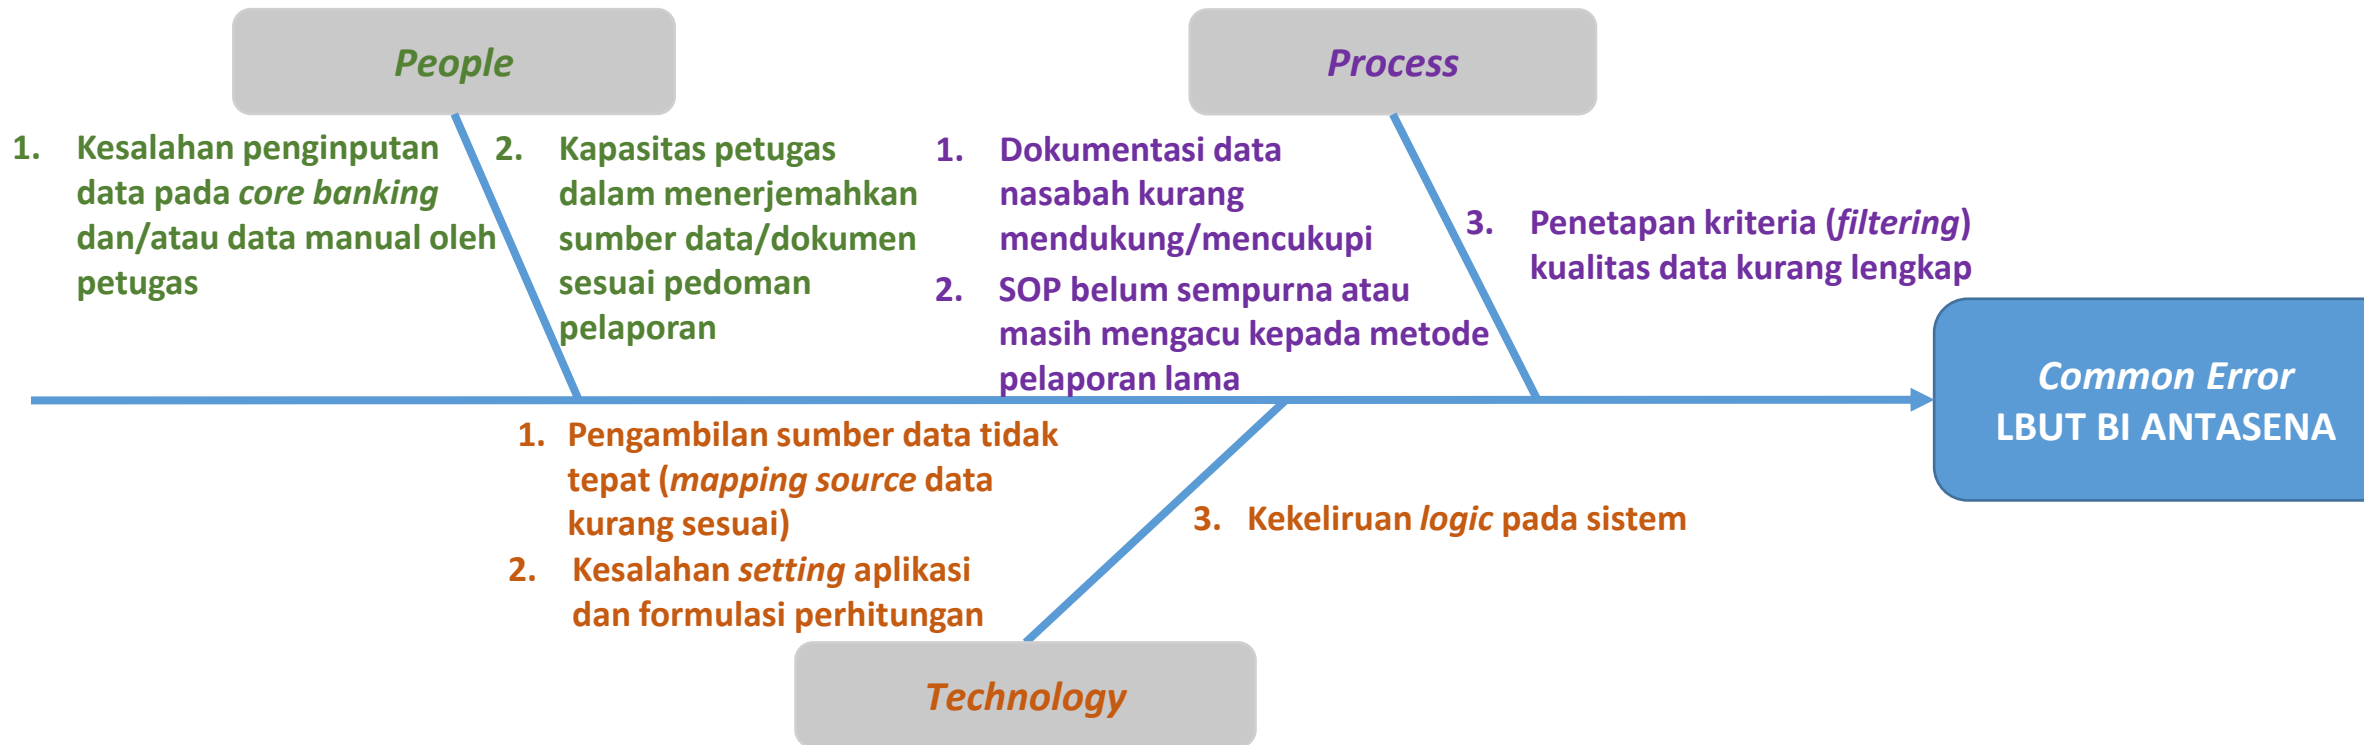 People
1. Kesalahan penginputan
data pada core banking
dan/atau data manual oleh
petugas
2. Kapasitas petugas
dalam menerjemahkan
sumber data/dokumen
sesuai pedoman
pelaporan
Process
1. Dokumentasi data
nasabah kurang
mendukung/mencukupi
2. SOP belum sempurna atau
masih mengacu kepada metode
pelaporan lama
3. Penetapan kriteria (filtering)
kualitas data kurang lengkap
Common Error
LBUT BI ANTASENA
1. Pengambilan sumber data tidak
tepat (mapping source data
kurang sesuai)
2. Kesalahan setting aplikasi
dan formulasi perhitungan
3. Kekeliruan logic pada sistem
Technology